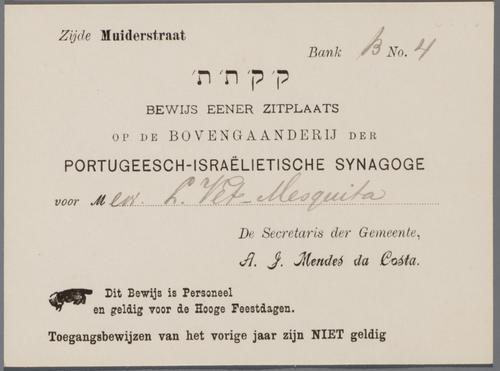 Zijde Muiderstraat
Bank B No. 4
ק׳ ק׳ ת׳ ת׳
BEWIJS EENER ZITPLAATS
OP DE BOVENGAANDERIJ DER
PORTUGEESCH-ISRAËLIETISCHE SYNAGOGE
voor Mew. L. Vet-Mesquita
De Secretaris der Gemeente,
A. J. Mendes da Costa.
Dit Bewijs is Personeel
en geldig voor de Hooge Feestdagen.
Toegangsbewijzen van het vorige jaar zijn NIET geldig